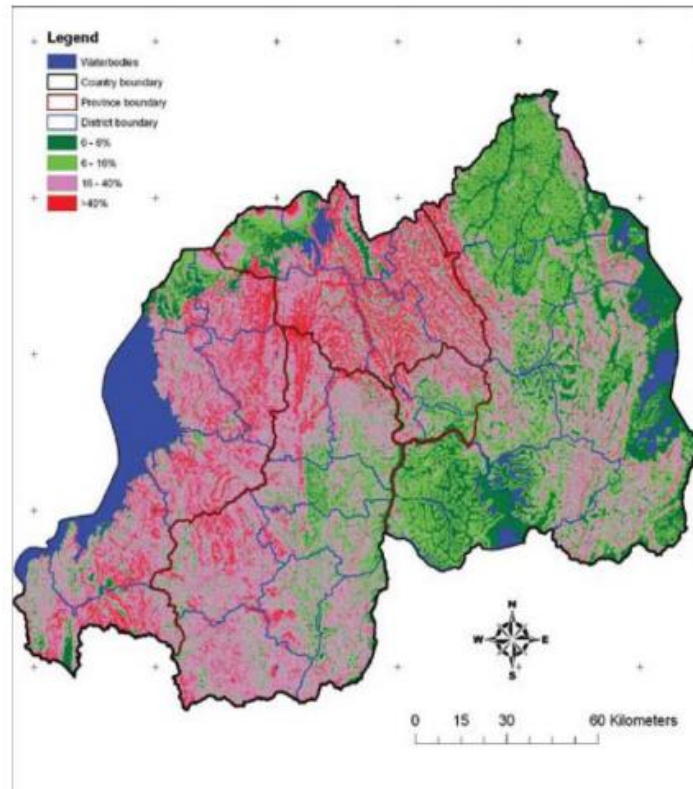 Legend
Waterbodies
Country boundary
Province boundary
District boundary
0 - 6%
6 - 16%
16 - 40%
>40%
N
W E
S
0 15 30 60 Kilometers